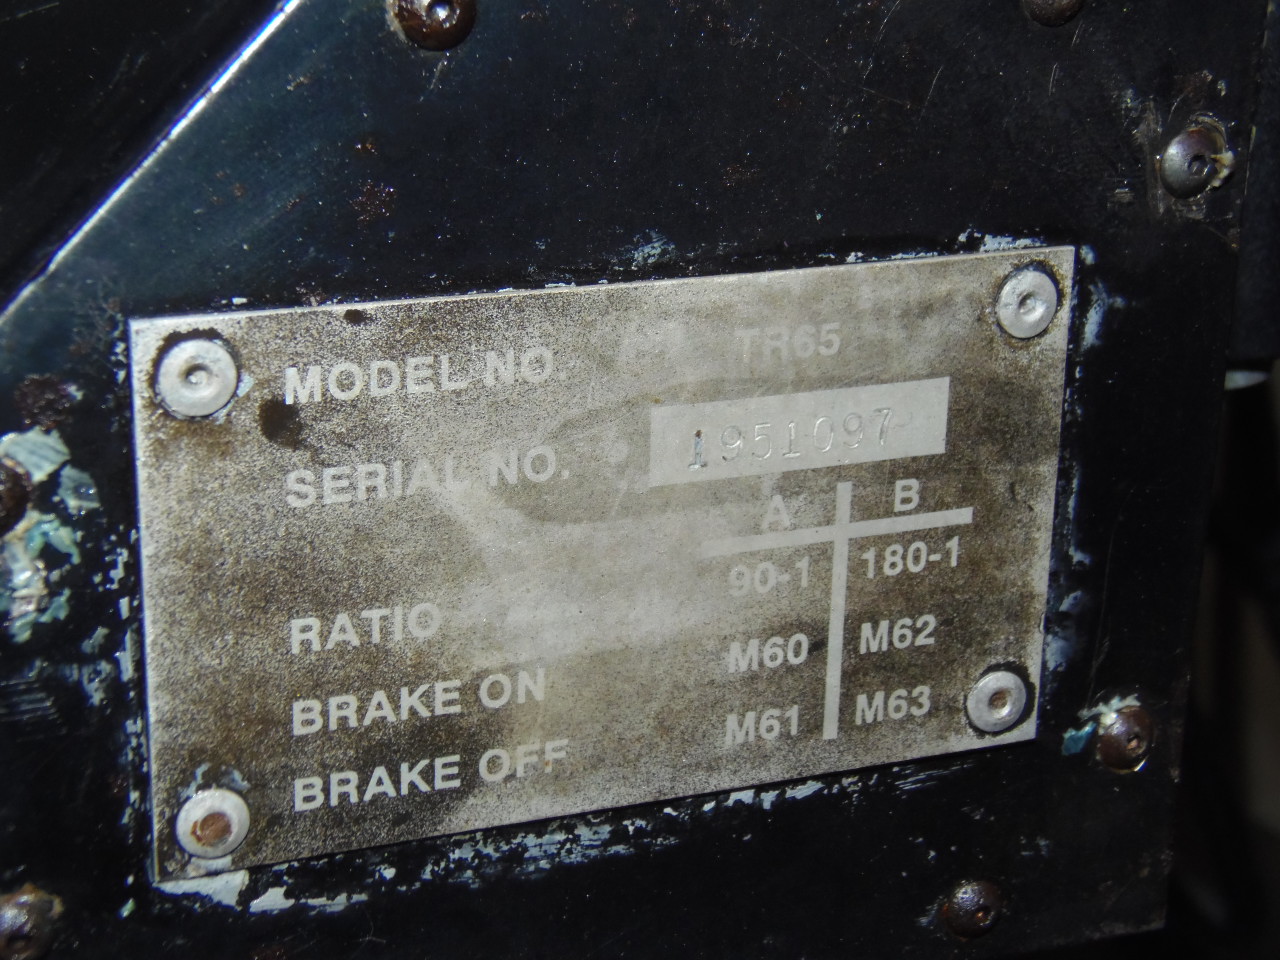 MODEL NO. TR65
SERIAL NO. 1951097
A B
RATIO 90-1 180-1
BRAKE ON M60 M62
BRAKE OFF M61 M63